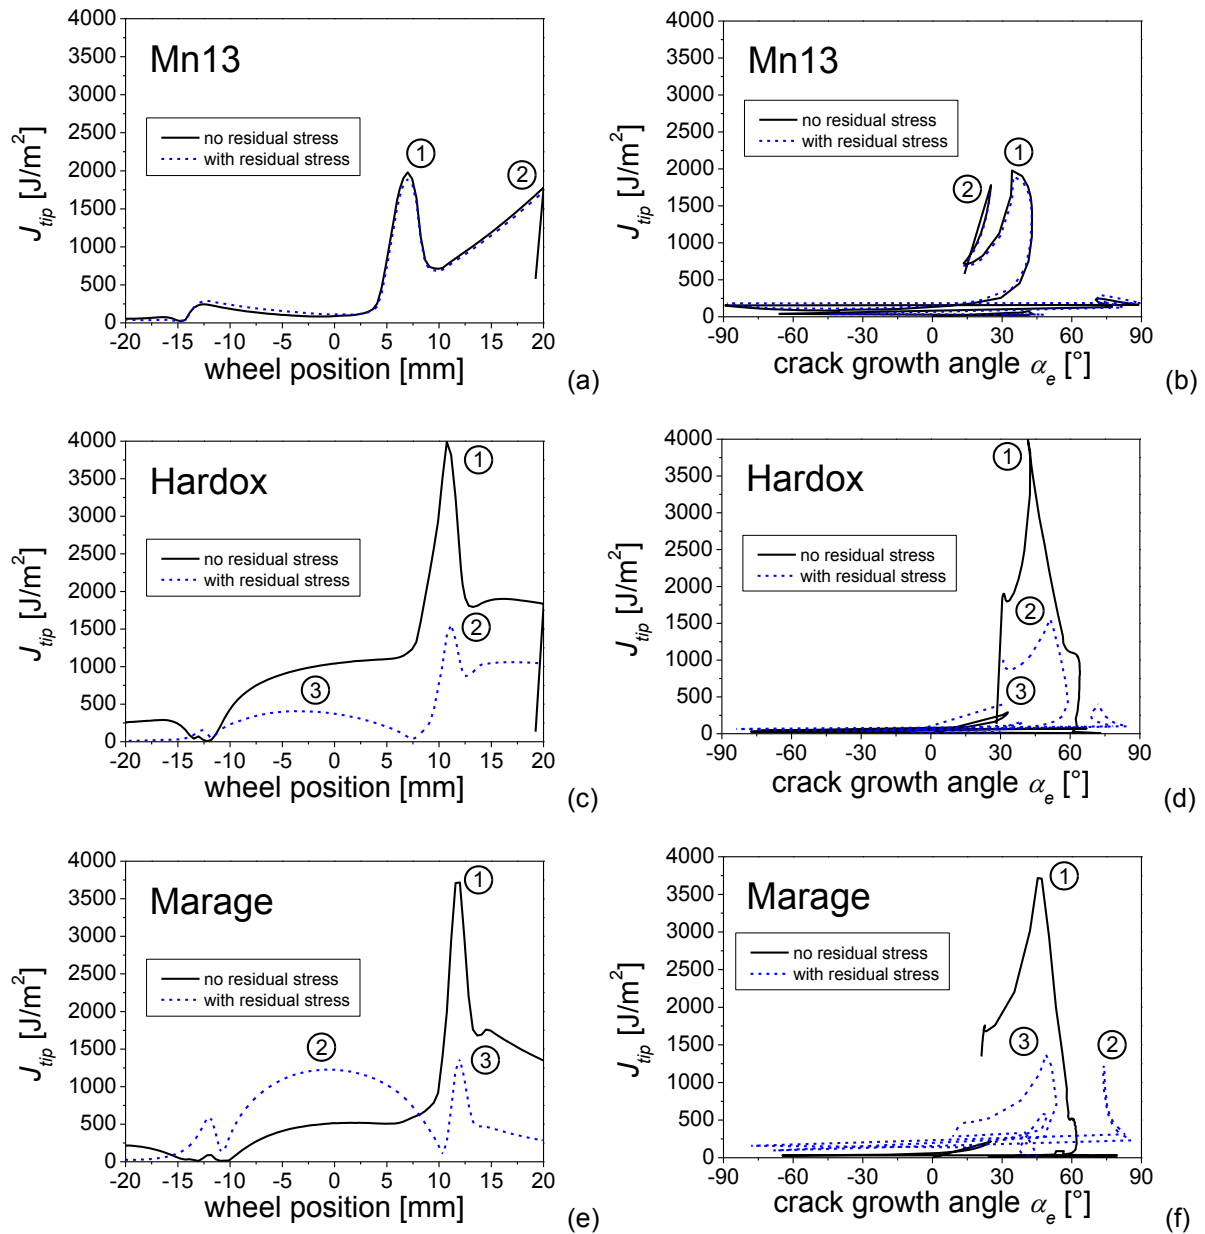 Mn13
no residual stress
with residual stress
1
2
4000
3500
3000
2500
2000
1500
1000
500
0
J_tip [J/m²]
-20 -15 -10 -5 0 5 10 15 20
wheel position [mm]
(a)
Mn13
no residual stress
with residual stress
1
2
4000
3500
3000
2500
2000
1500
1000
500
0
J_tip [J/m²]
-90 -60 -30 0 30 60 90
crack growth angle α_e [°]
(b)
Hardox
no residual stress
with residual stress
1
2
3
4000
3500
3000
2500
2000
1500
1000
500
0
J_tip [J/m²]
-20 -15 -10 -5 0 5 10 15 20
wheel position [mm]
(c)
Hardox
no residual stress
with residual stress
1
2
3
4000
3500
3000
2500
2000
1500
1000
500
0
J_tip [J/m²]
-90 -60 -30 0 30 60 90
crack growth angle α_e [°]
(d)
Marage
no residual stress
with residual stress
1
2
3
4000
3500
3000
2500
2000
1500
1000
500
0
J_tip [J/m²]
-20 -15 -10 -5 0 5 10 15 20
wheel position [mm]
(e)
Marage
no residual stress
with residual stress
1
3
2
4000
3500
3000
2500
2000
1500
1000
500
0
J_tip [J/m²]
-90 -60 -30 0 30 60 90
crack growth angle α_e [°]
(f)